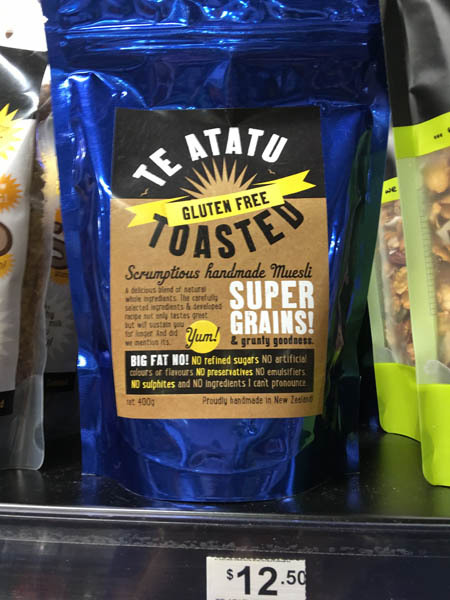 TE ATATU
GLUTEN FREE
TOASTED
Scrumptious handmade Muesli
A delicious blend of natural
whole ingredients. The carefully
selected ingredients & developed
recipe not only tastes great
but will sustain you
for longer. And did
we mention its...
Yum!
SUPER
GRAINS!
& grunty goodness.
BIG FAT NO! NO refined sugars NO artificial
colours or flavours NO preservatives NO emulsifiers
NO sulphites and NO ingredients I can't pronounce.
net 400g
Proudly handmade in New Zealand
$12.50